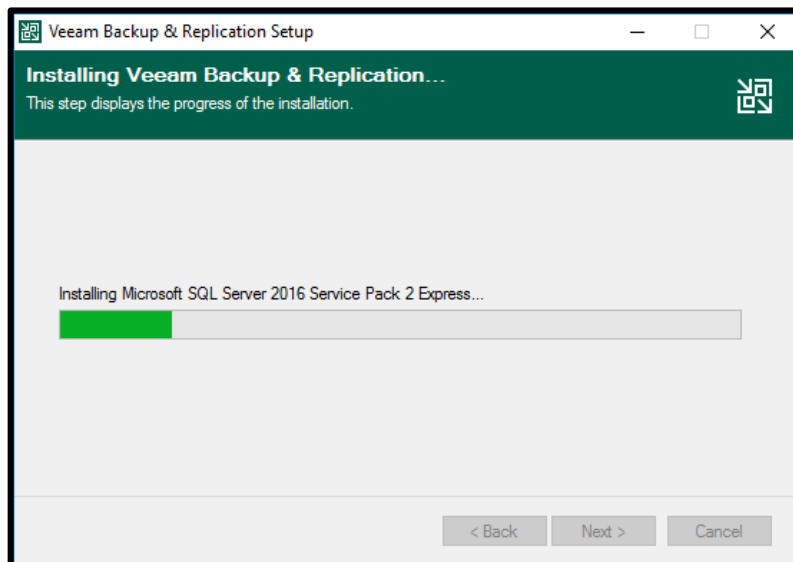 Veeam Backup & Replication Setup
Installing Veeam Backup & Replication...
This step displays the progress of the installation.
Installing Microsoft SQL Server 2016 Service Pack 2 Express...
< Back Next > Cancel